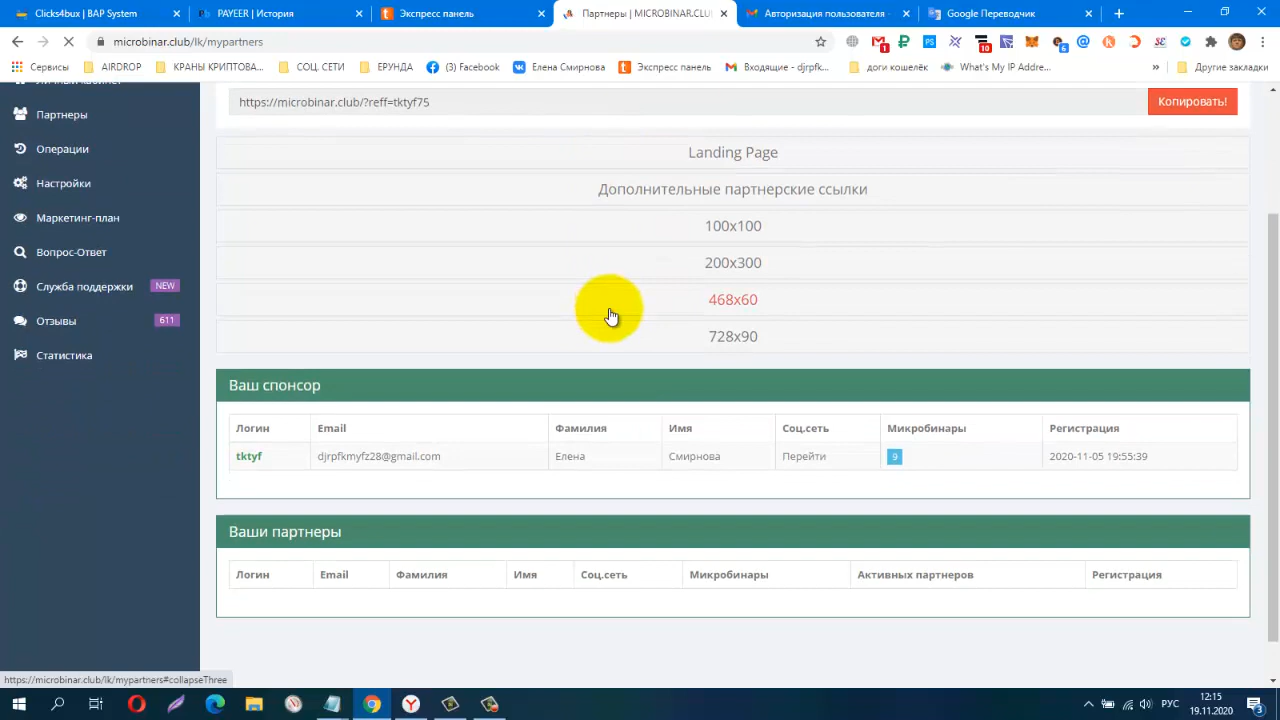 Clicks4bux | BAP System
PAYEER | История
Экспресс панель
Партнеры | MICROBINAR.CLU
Авторизация пользователя -
Google Переводчик
microbinar.club/lk/mypartners
Сервисы
AIRDROP
КРАНЫ КРИПТОВА...
СОЦ. СЕТИ
ЕРУНДА
(3) Facebook
Елена Смирнова
Экспресс панель
Входящие - djrpfk...
доги кошелёк
What's My IP Addre...
»
Другие закладки
Партнеры
Операции
Настройки
Маркетинг-план
Вопрос-Ответ
Служба поддержки NEW
Отзывы 611
Статистика
https://microbinar.club/?reff=tktyf75
Копировать!
Landing Page
Дополнительные партнерские ссылки
100x100
200x300
468x60
728x90
Ваш спонсор
Логин Email Фамилия Имя Соц.сеть Микробинары Регистрация
tktyf djrpfkmyfz28@gmail.com Елена Смирнова Перейти 9 2020-11-05 19:55:39
Ваши партнеры
Логин Email Фамилия Имя Соц.сеть Микробинары Активных партнеров Регистрация
https://microbinar.club/lk/mypartners#collapseThree
РУС
12:15
19.11.2020
3